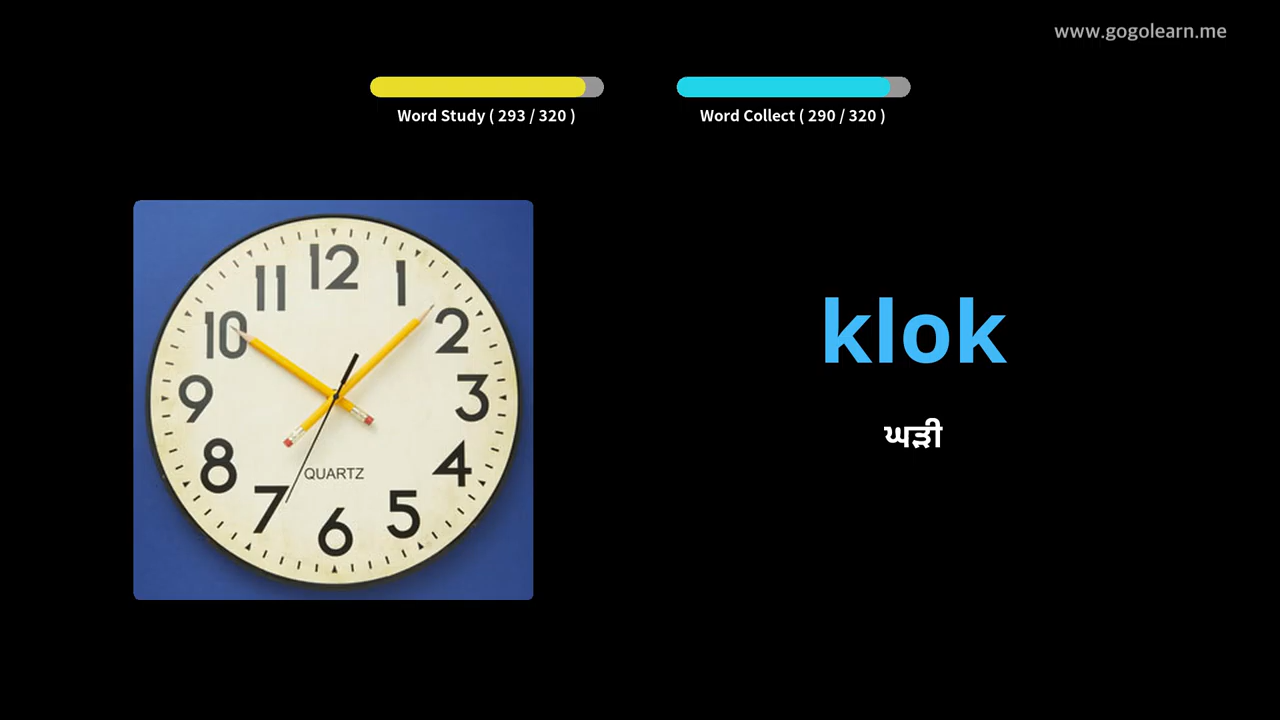 www.gogolearn.me
Word Study ( 293 / 320 )
Word Collect ( 290 / 320 )
12
11
1
10
2
9
3
8
4
7
5
6
QUARTZ
klok
ਘੜੀ